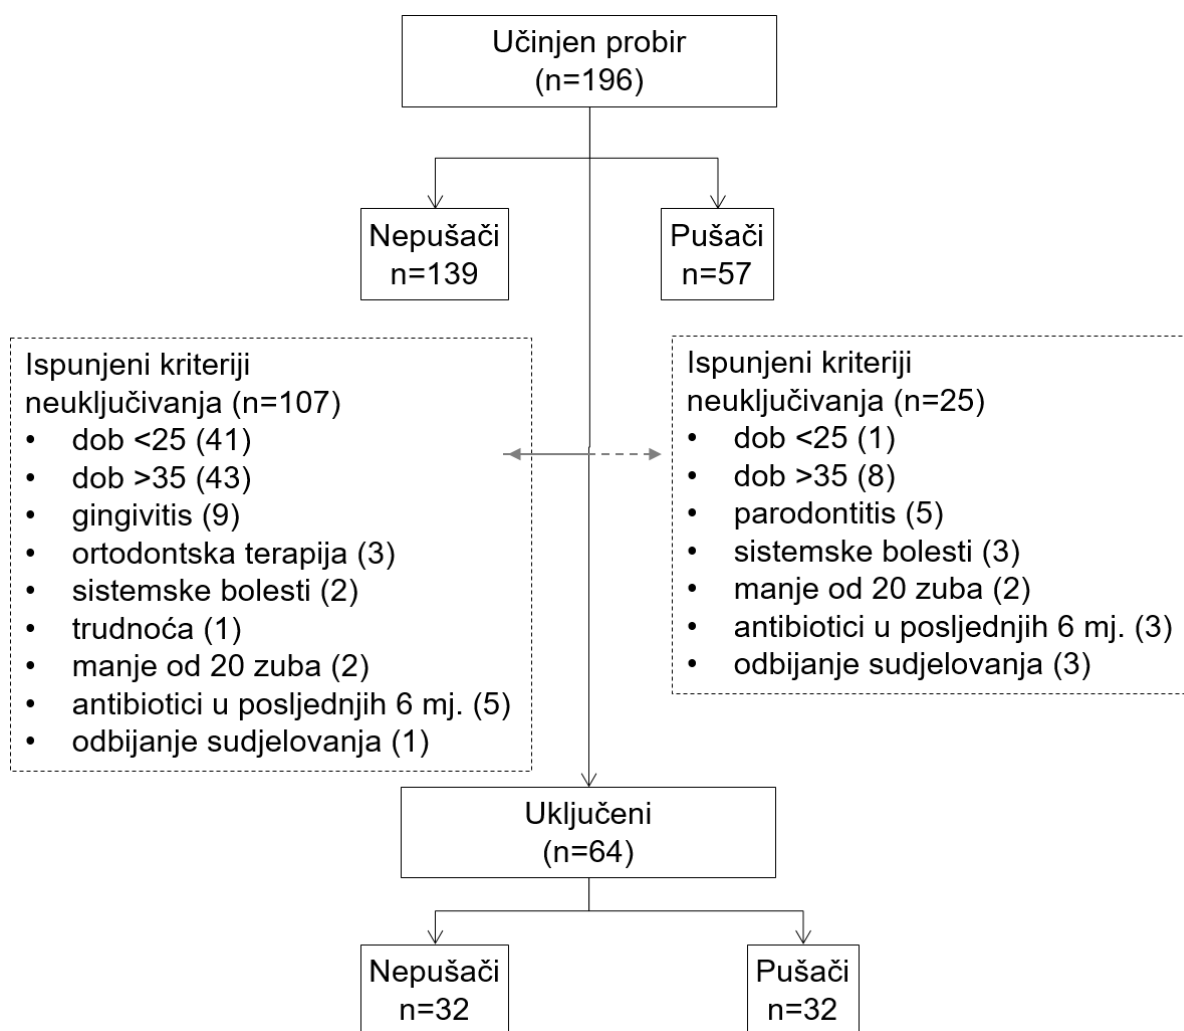 Učinjen probir
(n=196)
Nepušači
n=139
Pušači
n=57
Ispunjeni kriteriji
neuključivanja (n=107)
• dob <25 (41)
• dob >35 (43)
• gingivitis (9)
• ortodontska terapija (3)
• sistemske bolesti (2)
• trudnoća (1)
• manje od 20 zuba (2)
• antibiotici u posljednjih 6 mj. (5)
• odbijanje sudjelovanja (1)
Ispunjeni kriteriji
neuključivanja (n=25)
• dob <25 (1)
• dob >35 (8)
• parodontitis (5)
• sistemske bolesti (3)
• manje od 20 zuba (2)
• antibiotici u posljednjih 6 mj. (3)
• odbijanje sudjelovanja (3)
Uključeni
(n=64)
Nepušači
n=32
Pušači
n=32